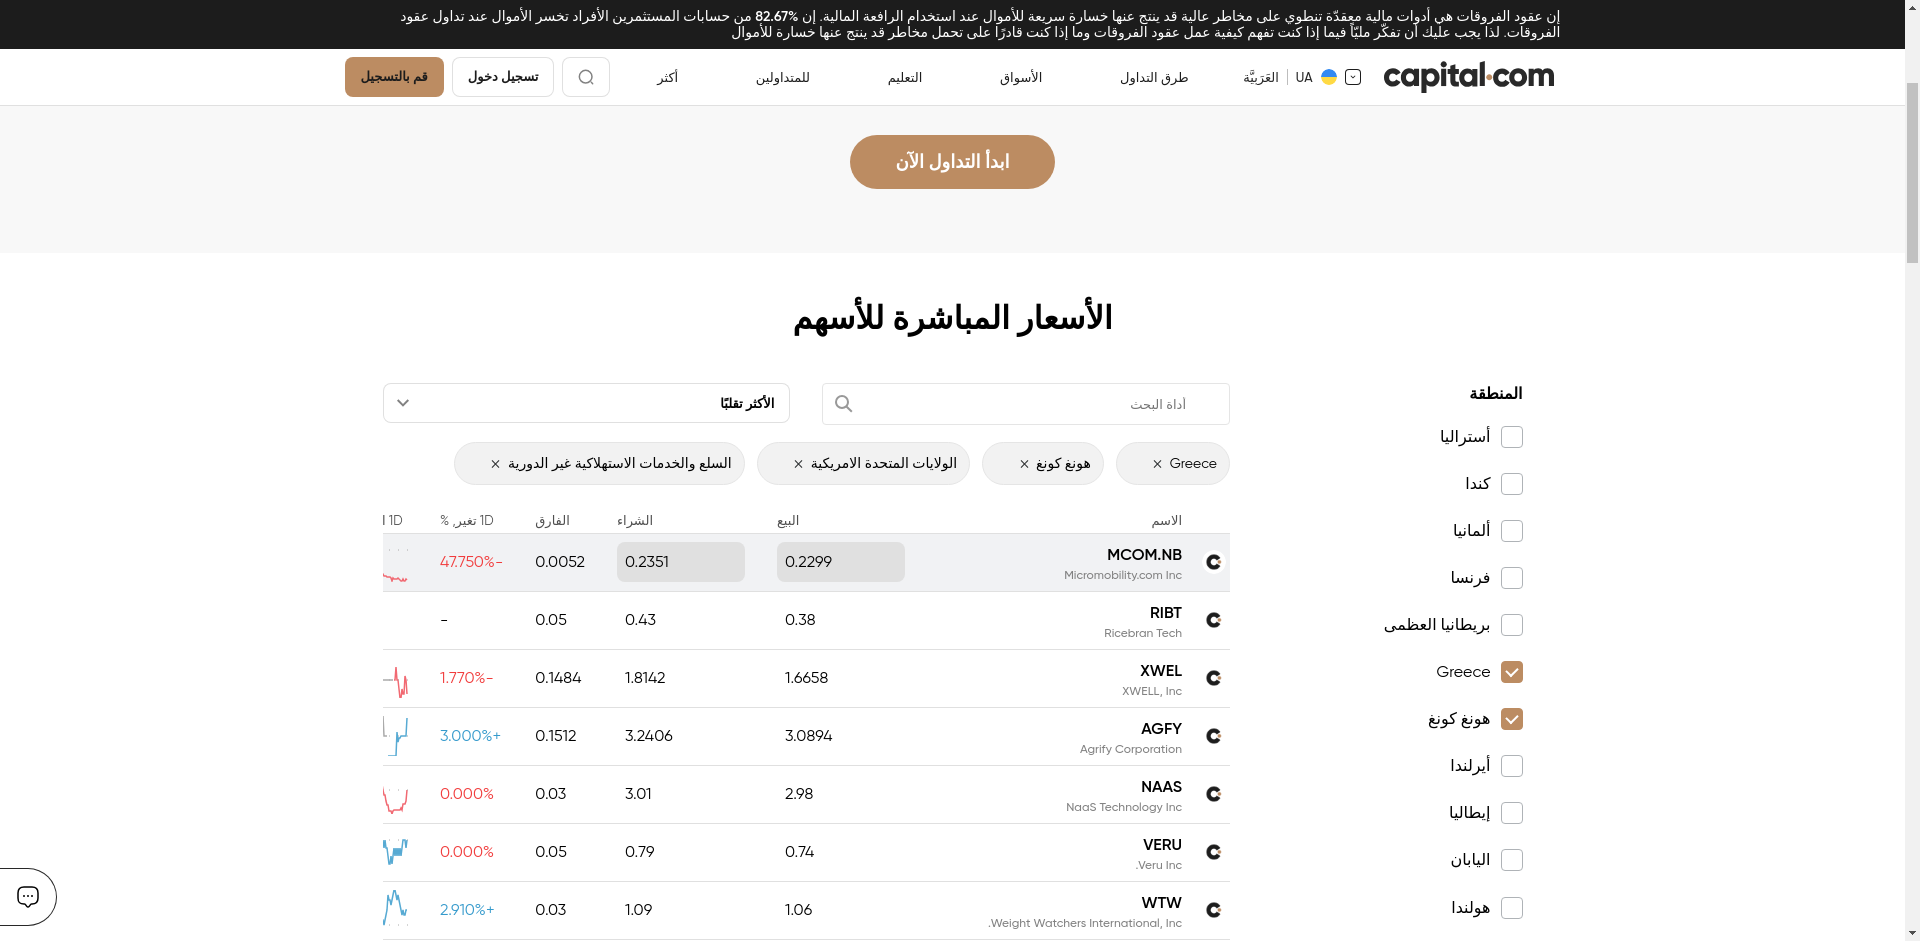 إن عقود الفروقات هي أدوات مالية معقدّة تنطوي على مخاطر عالية قد ينتج عنها خسارة سريعة للأموال عند استخدام الرافعة المالية. إن 82.67% من حسابات المستثمرين الأفراد تخسر الأموال عند تداول عقود
الفروقات. لذا يجب عليك أن تفكّر مليًّا فيما إذا كنت تفهم كيفية عمل عقود الفروقات وما إذا كنت قادرًا على تحمل مخاطر قد ينتج عنها خسارة للأموال
capital.com
UA
العَرَبِيَّة
طرق التداول
الأسواق
التعليم
للمتداولين
أكثر
تسجيل دخول
قم بالتسجيل
ابدأ التداول الآن
الأسعار المباشرة للأسهم
المنطقة
أستراليا
كندا
ألمانيا
فرنسا
بريطانيا العظمى
Greece
هونغ كونغ
أيرلندا
إيطاليا
اليابان
هولندا
أداة البحث
الأكثر تقلبًا
Greece ×
هونغ كونغ ×
الولايات المتحدة الامريكية ×
السلع والخدمات الاستهلاكية غير الدورية ×
الاسم البيع الشراء الفارق 1D تغير, % 1D
MCOM.NB 0.2299 0.2351 0.0052 47.750%-
Micromobility.com Inc
RIBT 0.38 0.43 0.05 -
Ricebran Tech
XWEL 1.6658 1.8142 0.1484 1.770%-
XWELL, Inc
AGFY 3.0894 3.2406 0.1512 3.000%+
Agrify Corporation
NAAS 2.98 3.01 0.03 0.000%
NaaS Technology Inc
VERU 0.74 0.79 0.05 0.000%
.Veru Inc
WTW 1.06 1.09 0.03 2.910%+
.Weight Watchers International, Inc